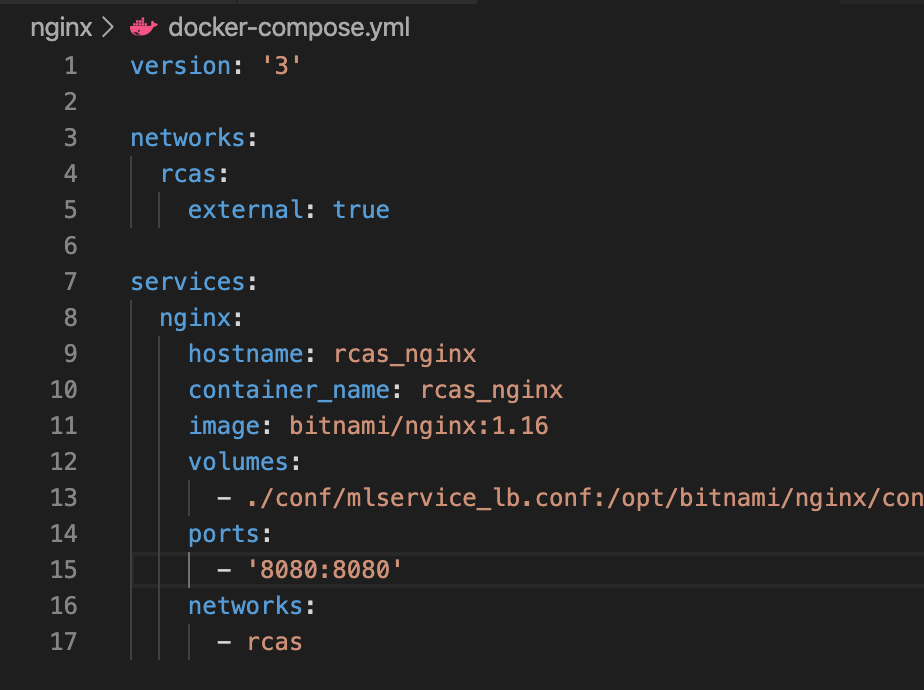 nginx > docker-compose.yml
1 version: '3'
2
3 networks:
4   rcas:
5     external: true
6
7 services:
8   nginx:
9     hostname: rcas_nginx
10     container_name: rcas_nginx
11     image: bitnami/nginx:1.16
12     volumes:
13       - ./conf/mlservice_lb.conf:/opt/bitnami/nginx/con
14     ports:
15       - '8080:8080'
16     networks:
17       - rcas